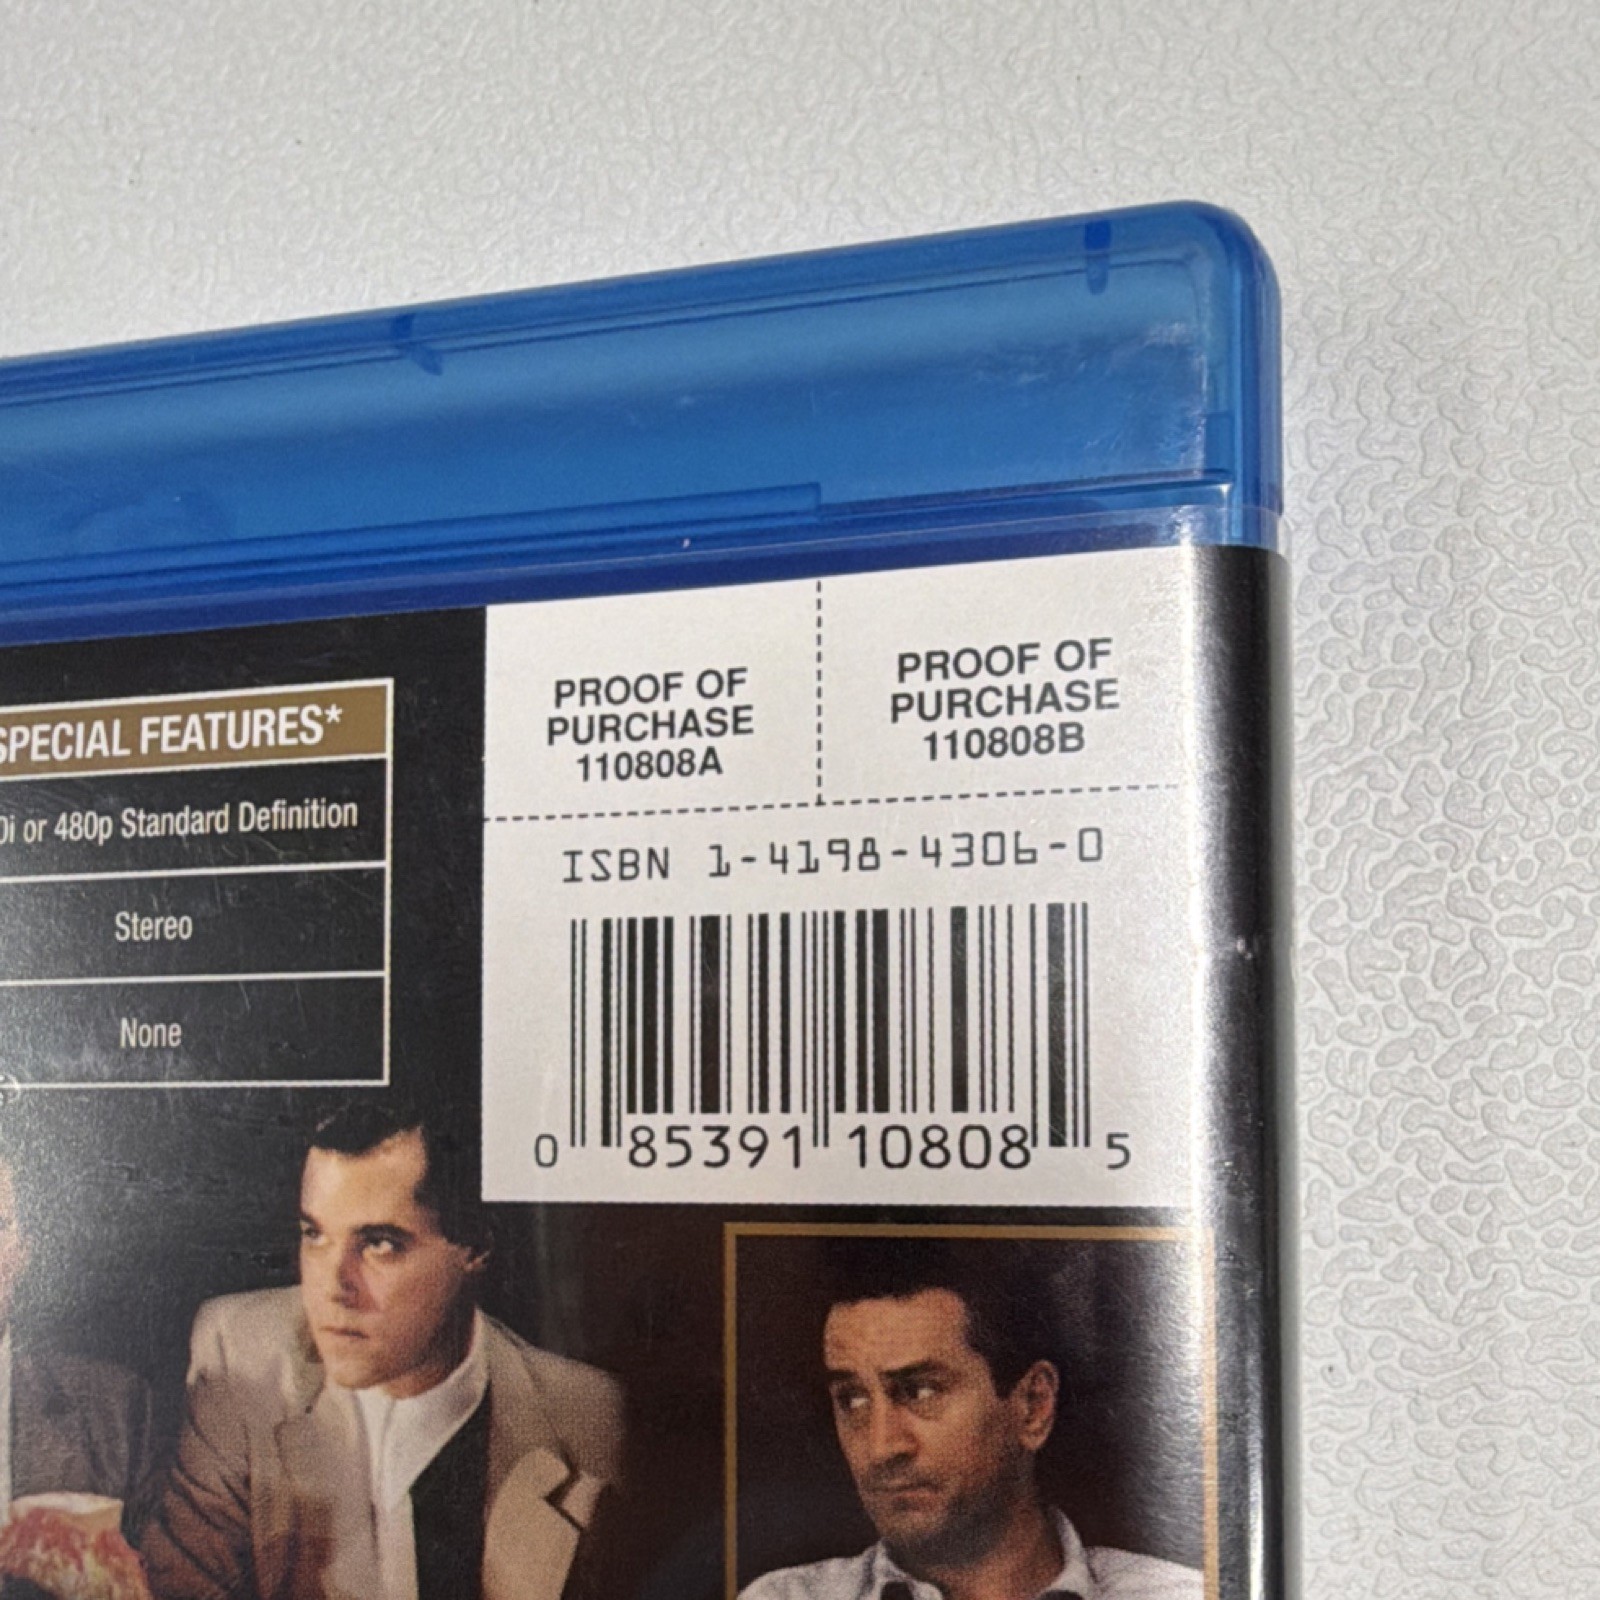 SPECIAL FEATURES*
or 480p Standard Definition
Stereo
None
PROOF OF
PURCHASE
110808A
PROOF OF
PURCHASE
110808B
ISBN 1-4198-4306-0
0 85391 10808 5